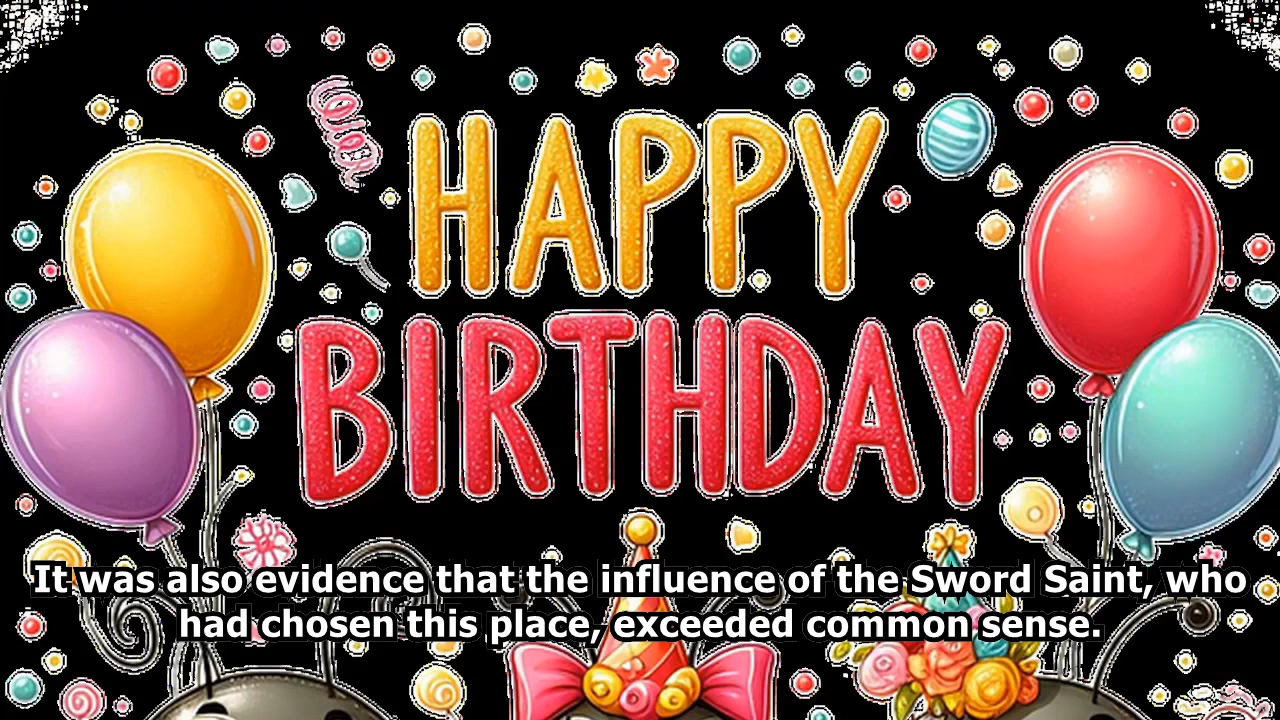 HAPPY
BIRTHDAY
It was also evidence that the influence of the Sword Saint, who
had chosen this place, exceeded common sense.